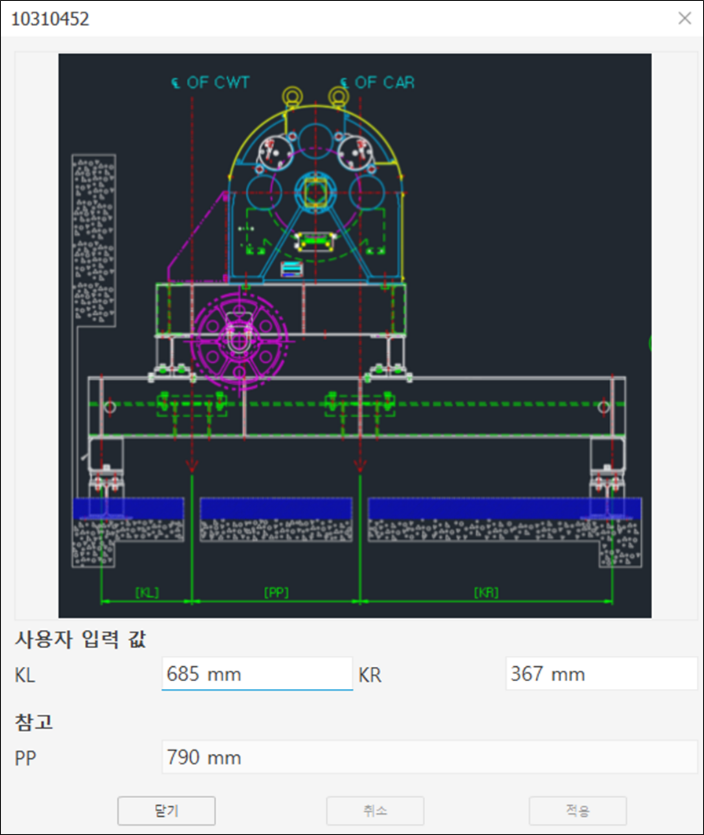 10310452
℄ OF CWT
℄ OF CAR
[KL] [PP] [KR]
사용자 입력 값
KL 685 mm KR 367 mm
참고
PP 790 mm
닫기 취소 적용